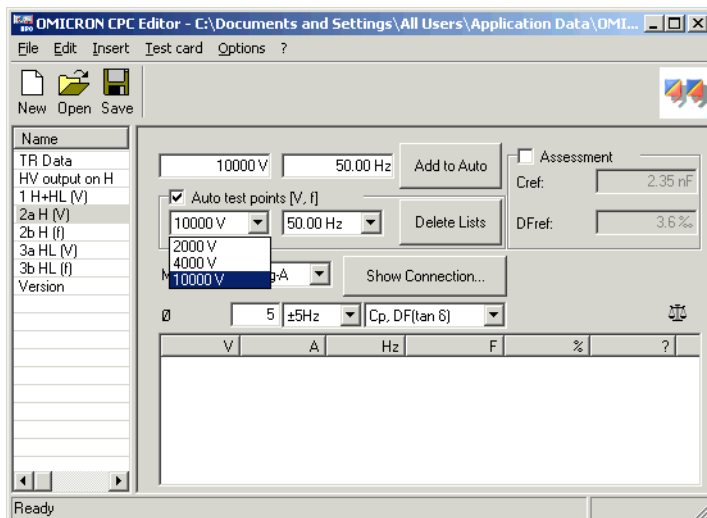 OMICRON CPC Editor - C:\Documents and Settings\All Users\Application Data\OMI...
File Edit Insert Test card Options ?
New Open Save
Name
TR Data
HV output on H
1 H+HL (V)
2a H (V)
2b H (f)
3a HL (V)
3b HL (f)
Version
10000 V 50.00 Hz Add to Auto
Auto test points [V, f]
10000 V 50.00 Hz Delete Lists
2000 V
4000 V
10000 V
Show Connection...
Ø 5 ±5Hz Cp, DF(tan δ)
Assessment
Cref: 2.35 nF
DFref: 3.6‰
V A Hz F % ?
Ready